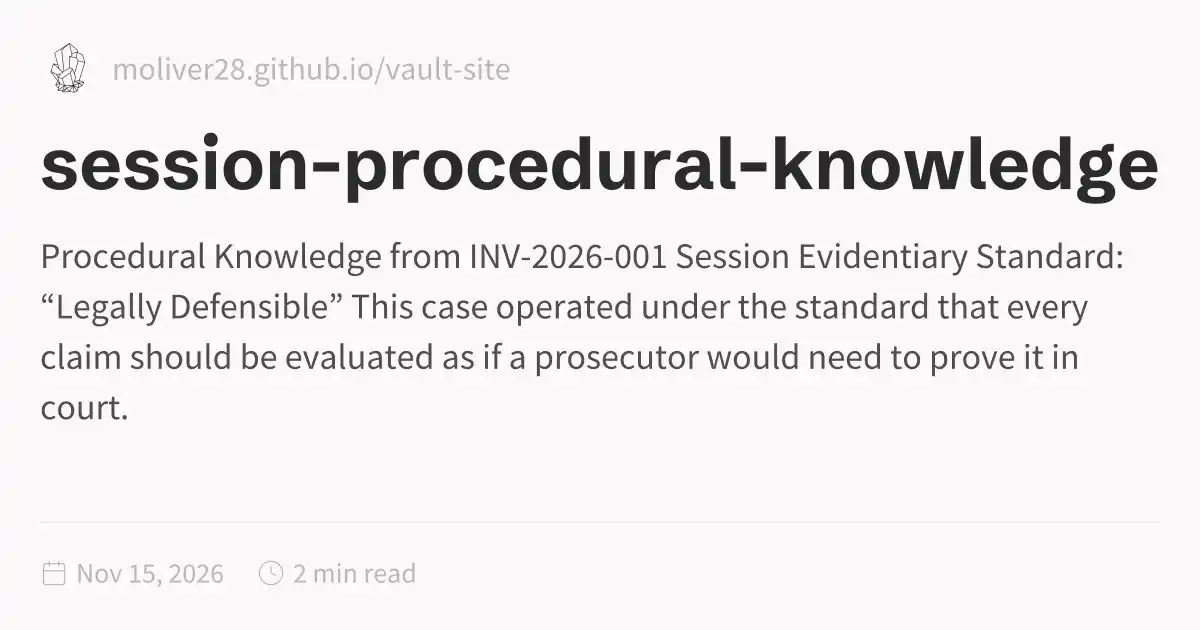 moliver28.github.io/vault-site
session-procedural-knowledge
Procedural Knowledge from INV-2026-001 Session Evidentiary Standard:
“Legally Defensible” This case operated under the standard that every
claim should be evaluated as if a prosecutor would need to prove it in
court.
Nov 15, 2026 2 min read